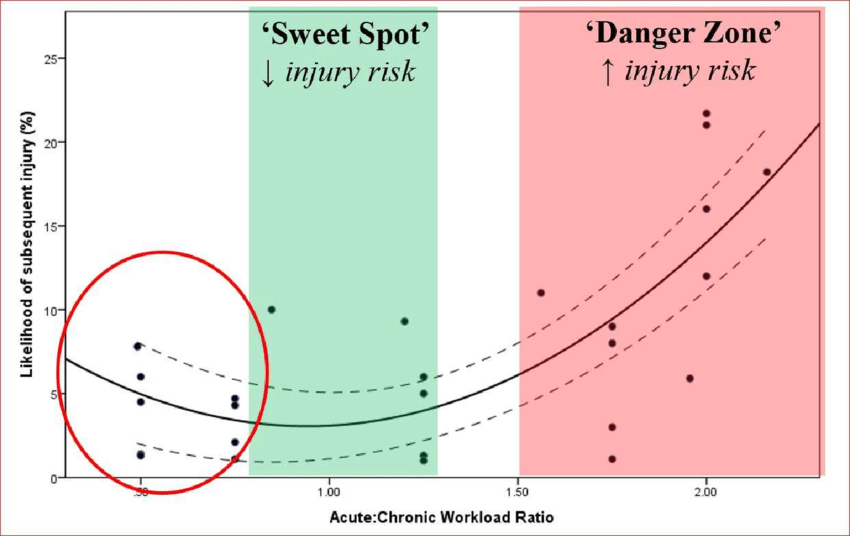 ‘Sweet Spot’
↓ injury risk
‘Danger Zone’
↑ injury risk
Likelihood of subsequent injury (%)
25
20
15
10
5
0
.50
1.00
1.50
2.00
Acute:Chronic Workload Ratio